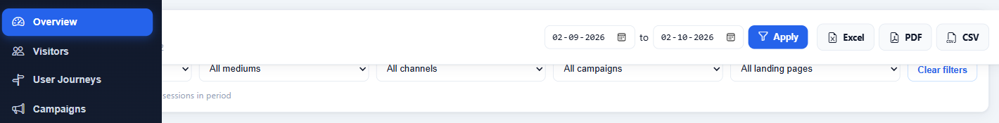 Overview
Visitors
User Journeys
Campaigns
02-09-2026 to 02-10-2026 Apply Excel PDF CSV
All mediums All channels All campaigns All landing pages Clear filters
sessions in period